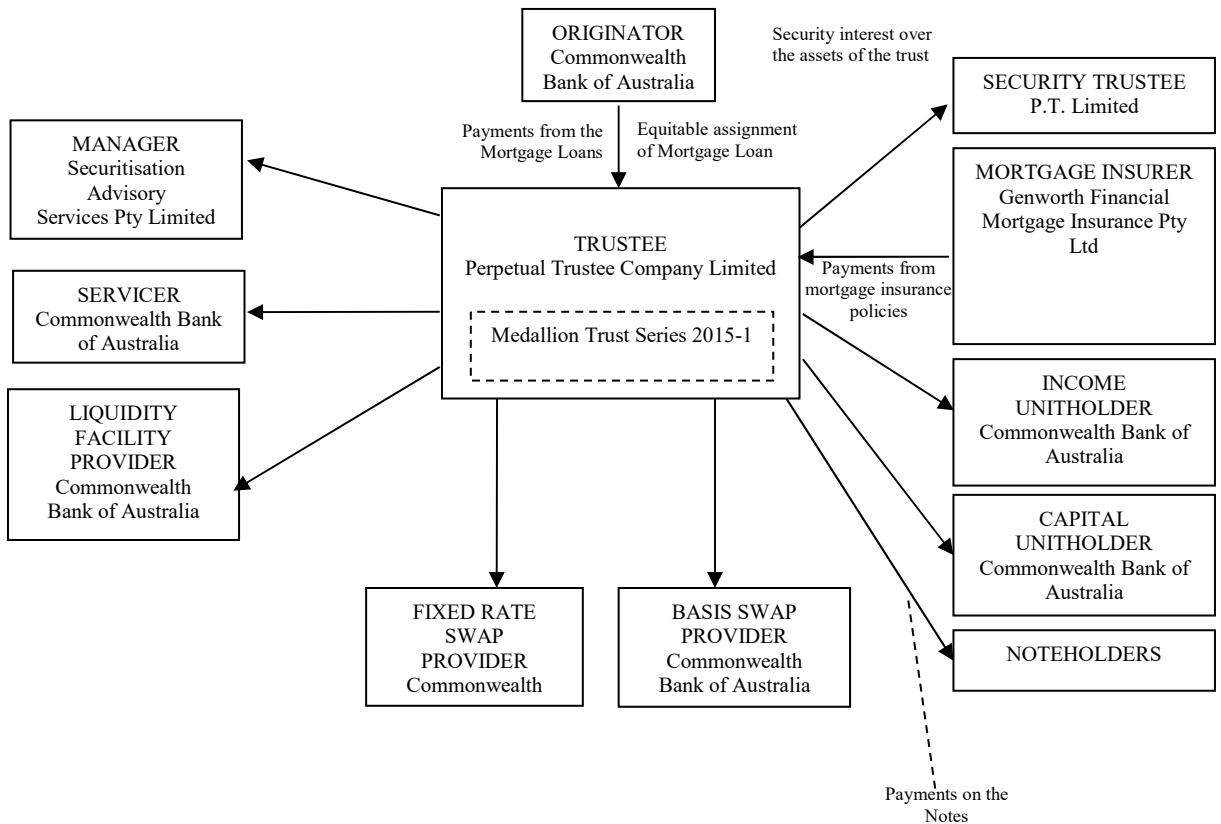 ORIGINATOR
Commonwealth
Bank of Australia
Security interest over
the assets of the trust
SECURITY TRUSTEE
P.T. Limited
Payments from the
Mortgage Loans
Equitable assignment
of Mortgage Loan
MANAGER
Securitisation
Advisory
Services Pty Limited
MORTGAGE INSURER
Genworth Financial
Mortgage Insurance Pty
Ltd
TRUSTEE
Perpetual Trustee Company Limited
Medallion Trust Series 2015-1
Payments from
mortgage insurance
policies
SERVICER
Commonwealth Bank
of Australia
INCOME
UNITHOLDER
Commonwealth Bank of
Australia
LIQUIDITY
FACILITY
PROVIDER
Commonwealth
Bank of Australia
CAPITAL
UNITHOLDER
Commonwealth Bank of
Australia
FIXED RATE
SWAP
PROVIDER
Commonwealth
BASIS SWAP
PROVIDER
Commonwealth
Bank of Australia
NOTEHOLDERS
Payments on the
Notes